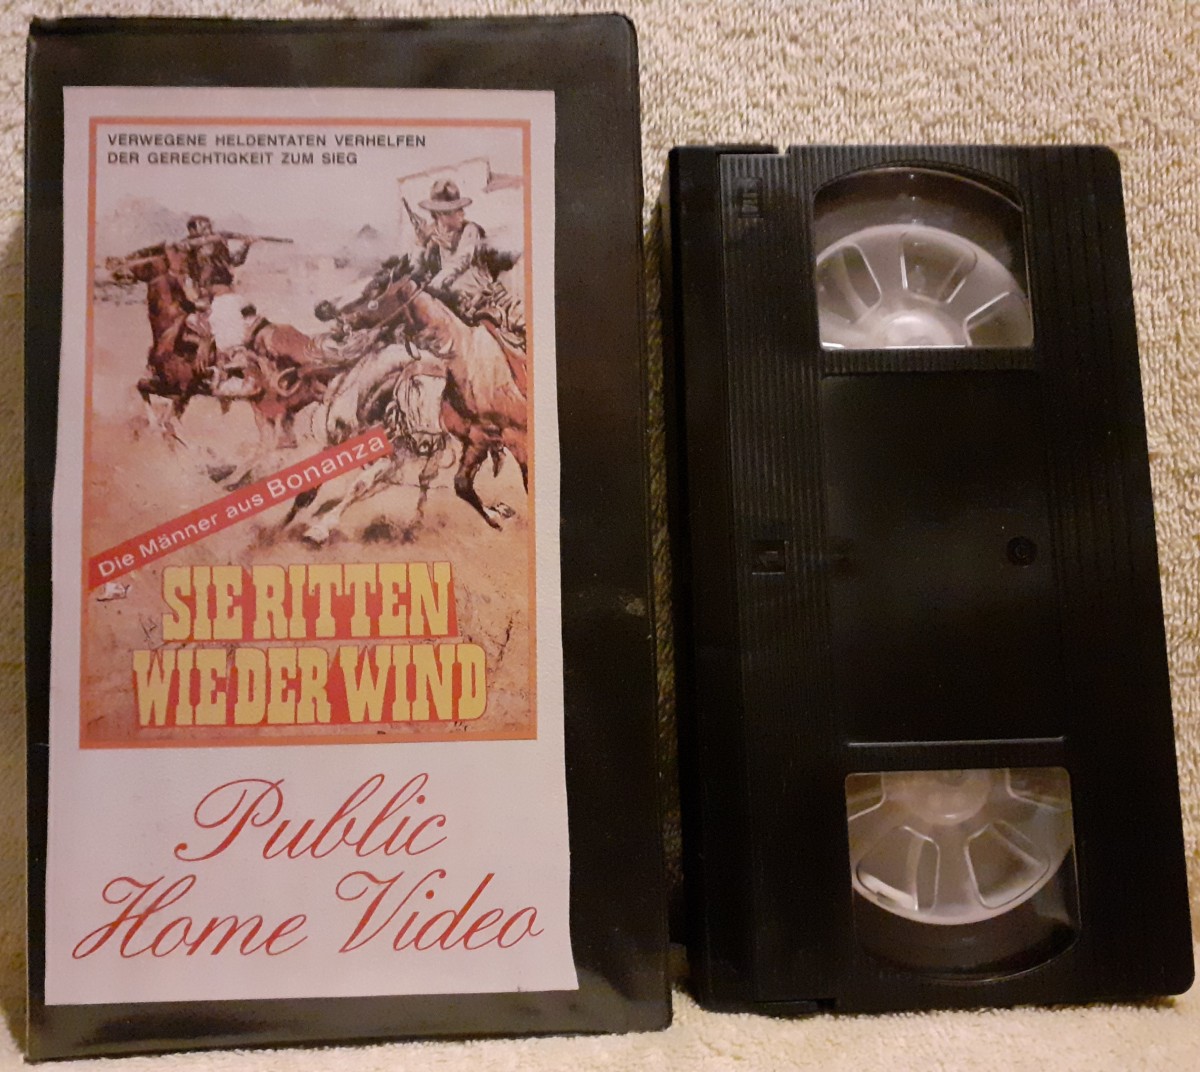 VERWEGENE HELDENTATEN VERHELFEN
DER GERECHTIGKEIT ZUM SIEG
Die Männer aus Bonanza
SIE RITTEN
WIE DER WIND
Public
Home Video